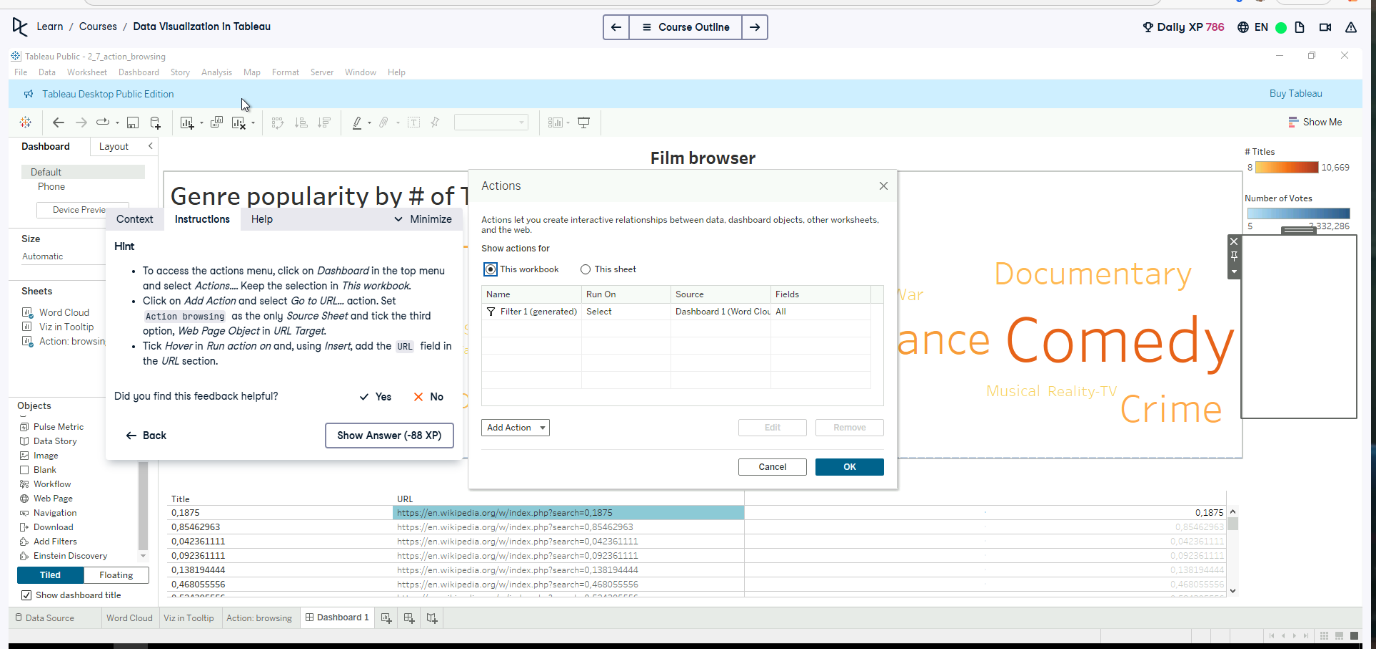 Learn / Courses / Data Visualization in Tableau
Course Outline
Daily XP 786
EN
Tableau Public - 2_7_action_browsing
File Data Worksheet Dashboard Story Analysis Map Format Server Window Help
Tableau Desktop Public Edition
Buy Tableau
Show Me
Dashboard Layout
Default
Phone
Device Previe
Size
Automatic
Sheets
Word Cloud
Viz in Tooltip
Action: browsin
Objects
Pulse Metric
Data Story
Image
Blank
Workflow
Web Page
Navigation
Download
Add Filters
Einstein Discovery
Tiled Floating
Show dashboard title
Film browser
Genre popularity by # of T
Context Instructions Help Minimize
Hint
To access the actions menu, click on Dashboard in the top menu
and select Actions.... Keep the selection in This workbook.
Click on Add Action and select Go to URL... action. Set
Action browsing as the only Source Sheet and tick the third
option, Web Page Object in URL Target.
Tick Hover in Run action on and, using Insert, add the URL field in
the URL section.
Did you find this feedback helpful? Yes No
Back
Show Answer (-88 XP)
Actions
Actions let you create interactive relationships between data, dashboard objects, other worksheets,
and the web.
Show actions for
This workbook This sheet
Name Run On Source Fields
Filter 1 (generated) Select Dashboard 1 (Word Clou All
Add Action Edit Remove
Cancel OK
# Titles
8 10,669
Number of Votes
5 2,332,286
Documentary
War
ance Comedy
Musical Reality-TV
Crime
Title URL
0,1875 https://en.wikipedia.org/w/index.php?search=0,1875 0,1875
0,85462963 https://en.wikipedia.org/w/index.php?search=0,85462963 0,85462963
0,042361111 https://en.wikipedia.org/w/index.php?search=0,042361111 0,042361111
0,092361111 https://en.wikipedia.org/w/index.php?search=0,092361111 0,092361111
0,138194444 https://en.wikipedia.org/w/index.php?search=0,138194444 0,138194444
0,468055556 https://en.wikipedia.org/w/index.php?search=0,468055556 0,468055556
Data Source Word Cloud Viz in Tooltip Action: browsing Dashboard 1